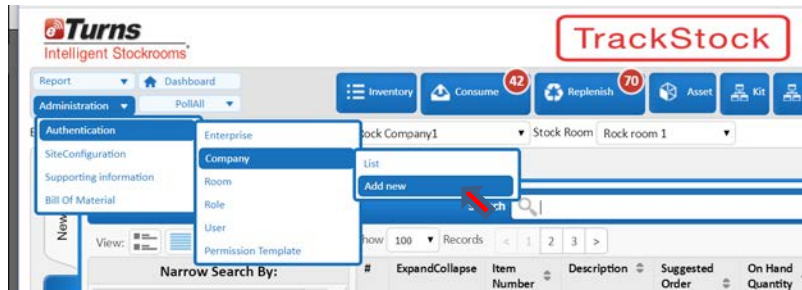 eTurns
Intelligent Stockrooms
TrackStock
Report
Dashboard
Administration
PollAll
Inventory
Consume
42
Replenish
70
Asset
Kit
Authentication
SiteConfiguration
Supporting information
Bill Of Material
Enterprise
Company
Room
Role
User
Permission Template
List
Add new
Rock Company1
Stock Room
Rock room 1
New
View:
Show 100 Records
< 1 2 3 >
Narrow Search By:
# ExpandCollapse Item Number Description Suggested Order On Hand Quantity